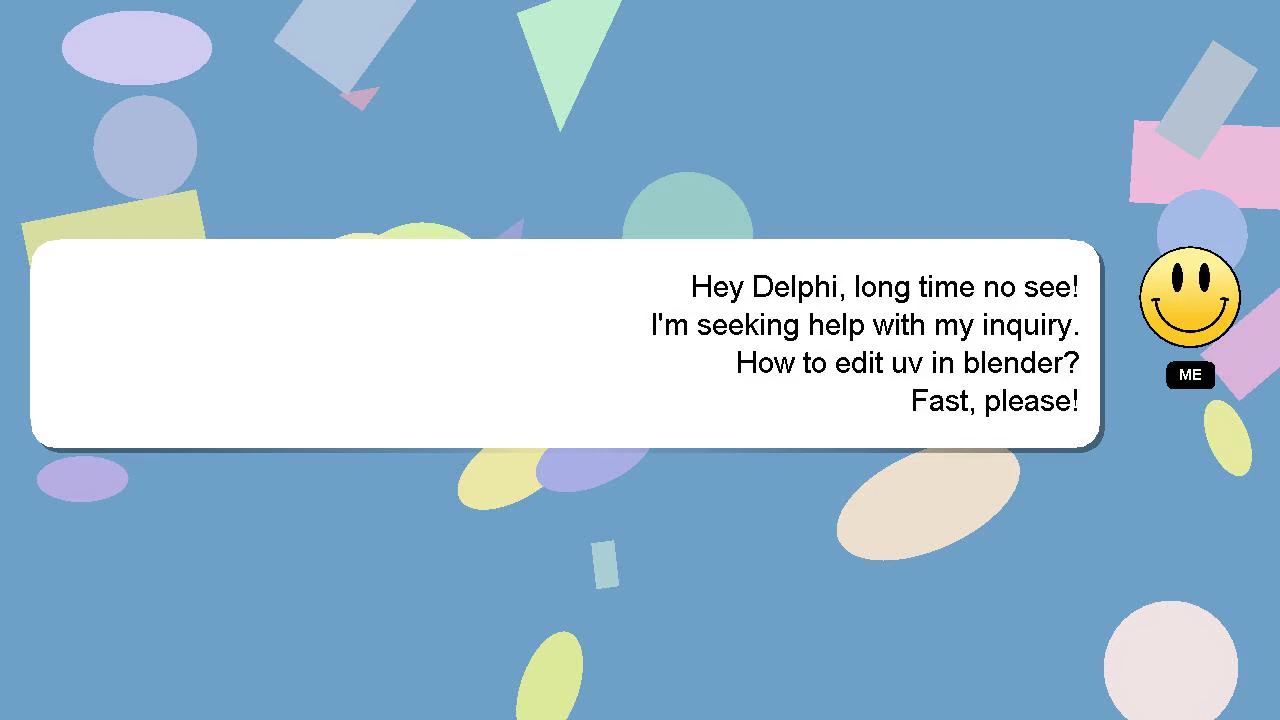 Hey Delphi, long time no see!
I'm seeking help with my inquiry.
How to edit uv in blender?
Fast, please!
ME